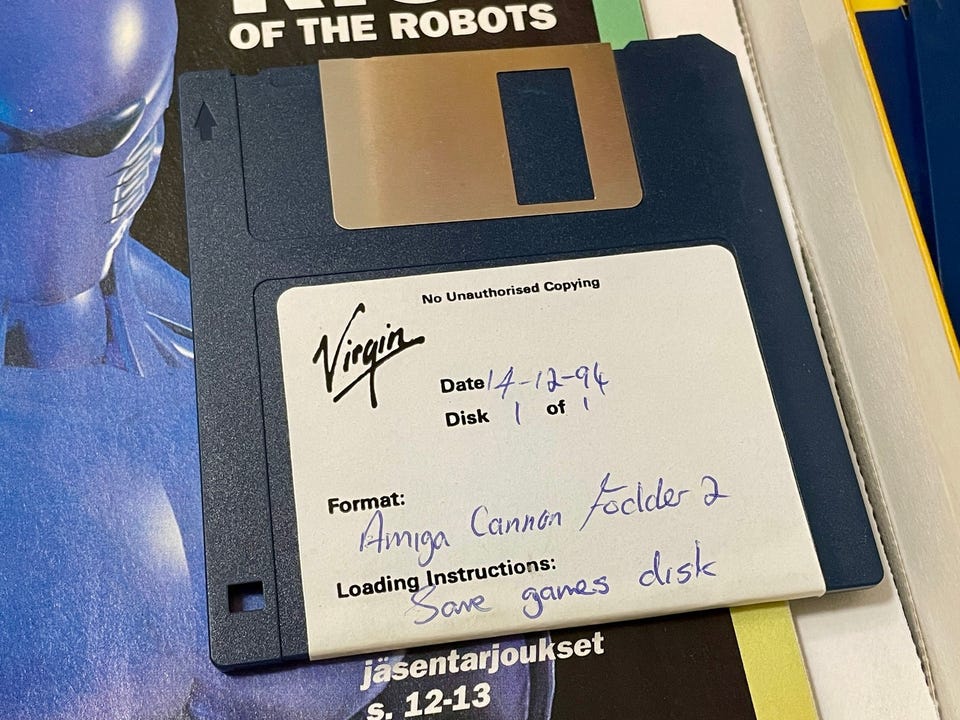 OF THE ROBOTS
No Unauthorised Copying
Virgin
Date 14-12-94
Disk 1 of 1
Format:
Amiga Cannon Fodder 2
Loading Instructions:
Save games disk
jäsentarjoukset
s. 12-13